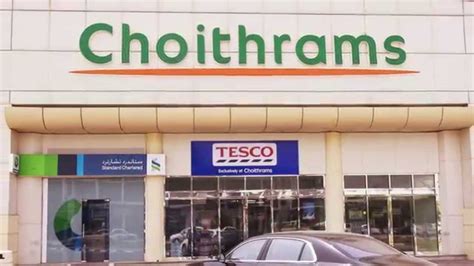 Choithrams
ستاندرد تشارترد
Standard Chartered
TESCO
Exclusively at Choithrams